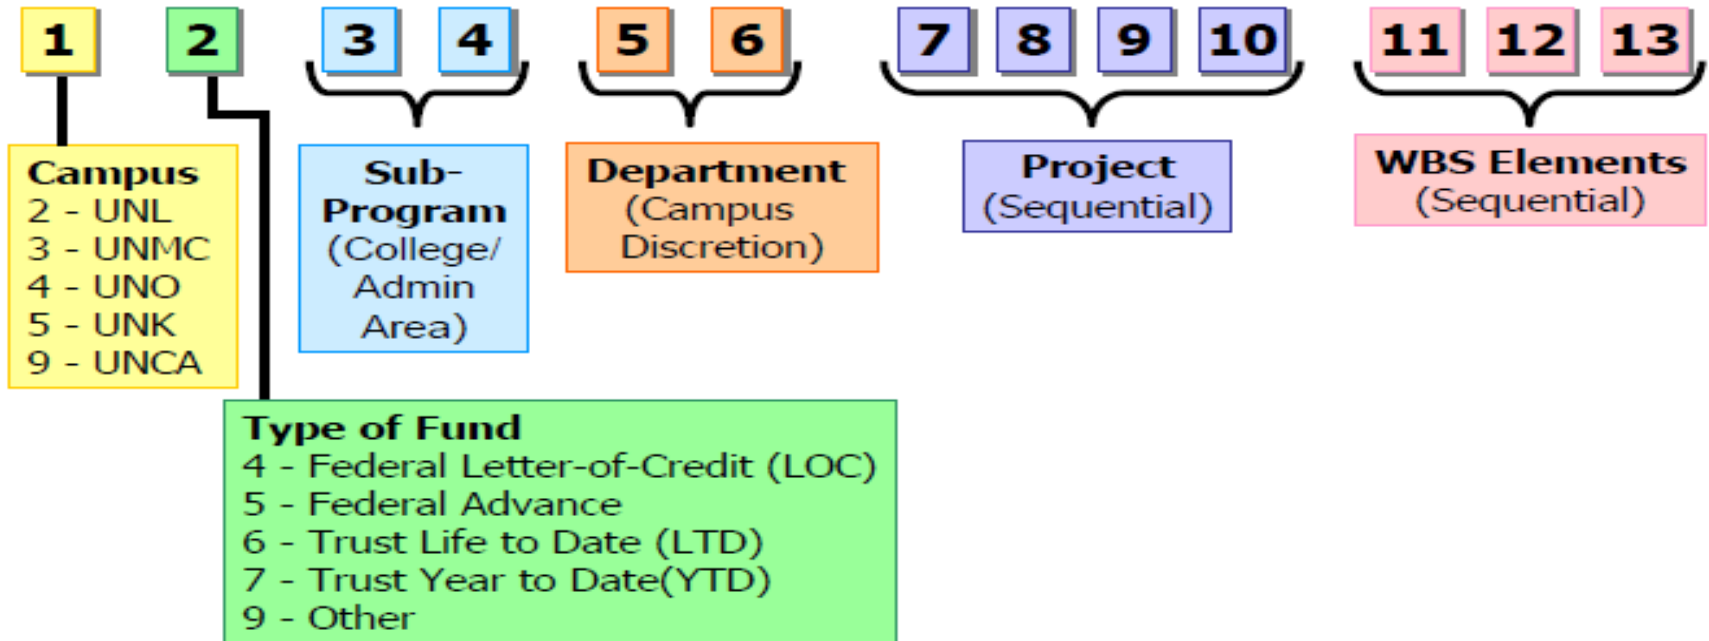 1 2 3 4 5 6 7 8 9 10 11 12 13
Campus
2 - UNL
3 - UNMC
4 - UNO
5 - UNK
9 - UNCA
Sub-
Program
(College/
Admin
Area)
Department
(Campus
Discretion)
Project
(Sequential)
WBS Elements
(Sequential)
Type of Fund
4 - Federal Letter-of-Credit (LOC)
5 - Federal Advance
6 - Trust Life to Date (LTD)
7 - Trust Year to Date(YTD)
9 - Other